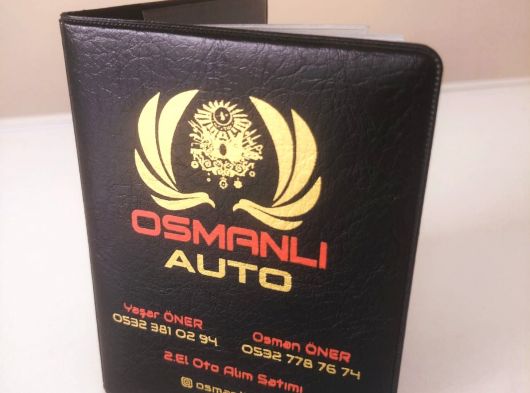 OSMANLI
AUTO
Yaşar ÖNER
0532 381 02 94
Osman ÖNER
0532 778 76 74
2.El Oto Alım Satımı